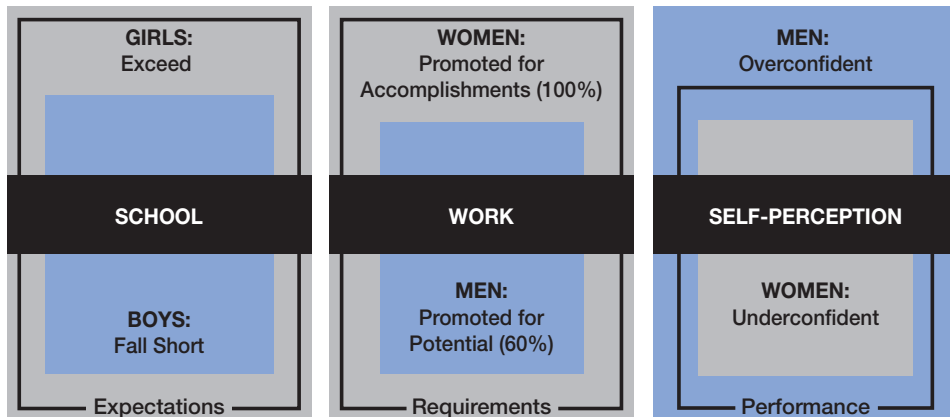 GIRLS:
Exceed
SCHOOL
BOYS:
Fall Short
Expectations
WOMEN:
Promoted for
Accomplishments (100%)
WORK
MEN:
Promoted for
Potential (60%)
Requirements
MEN:
Overconfident
SELF-PERCEPTION
WOMEN:
Underconfident
Performance